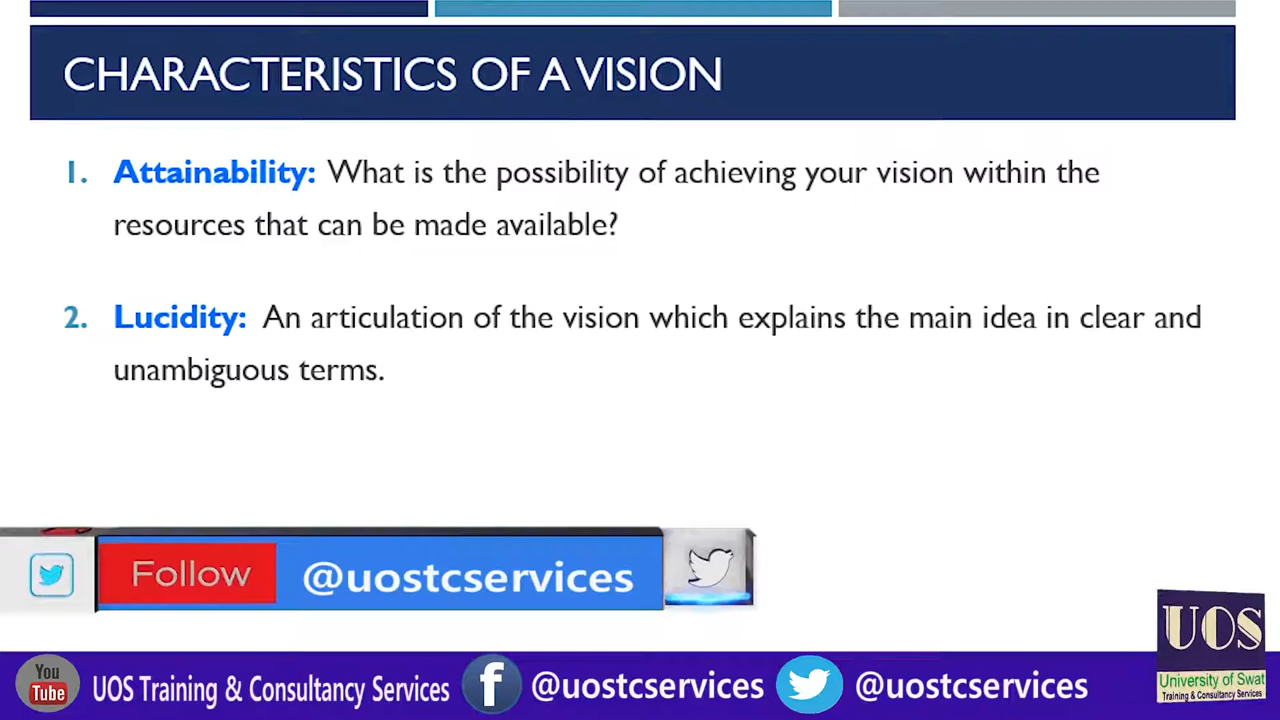 CHARACTERISTICS OF A VISION
1. Attainability: What is the possibility of achieving your vision within the
resources that can be made available?
2. Lucidity: An articulation of the vision which explains the main idea in clear and
unambiguous terms.
Follow @uostcservices
UOS
University of Swat
Training & Consultancy Services
You
Tube
UOS Training & Consultancy Services f @uostcservices @uostcservices